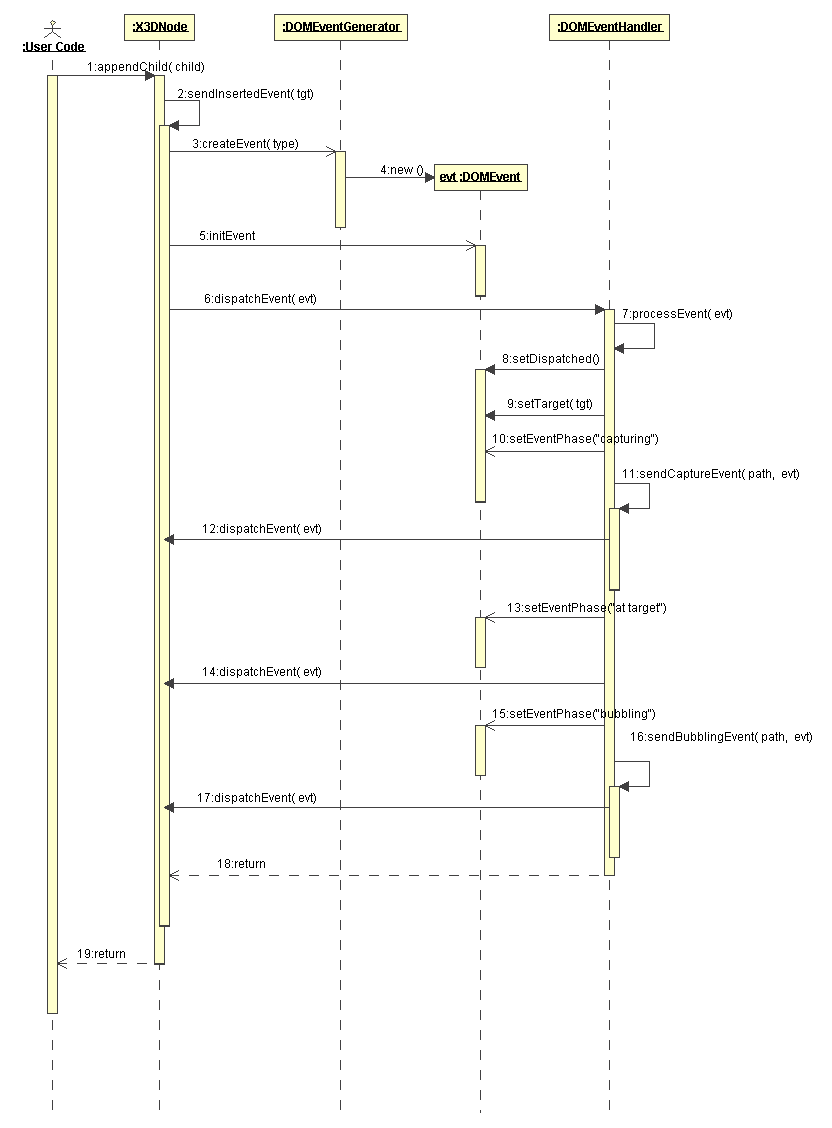 :User Code
:X3DNode
:DOMEventGenerator
:DOMEventHandler
1:appendChild( child)
2:sendInsertedEvent( tgt)
3:createEvent( type)
4:new ()
evt :DOMEvent
5:initEvent
6:dispatchEvent( evt)
7:processEvent( evt)
8:setDispatched()
9:setTarget( tgt)
10:setEventPhase("capturing")
11:sendCaptureEvent( path, evt)
12:dispatchEvent( evt)
13:setEventPhase("at target")
14:dispatchEvent( evt)
15:setEventPhase("bubbling")
16:sendBubblingEvent( path, evt)
17:dispatchEvent( evt)
18:return
19:return